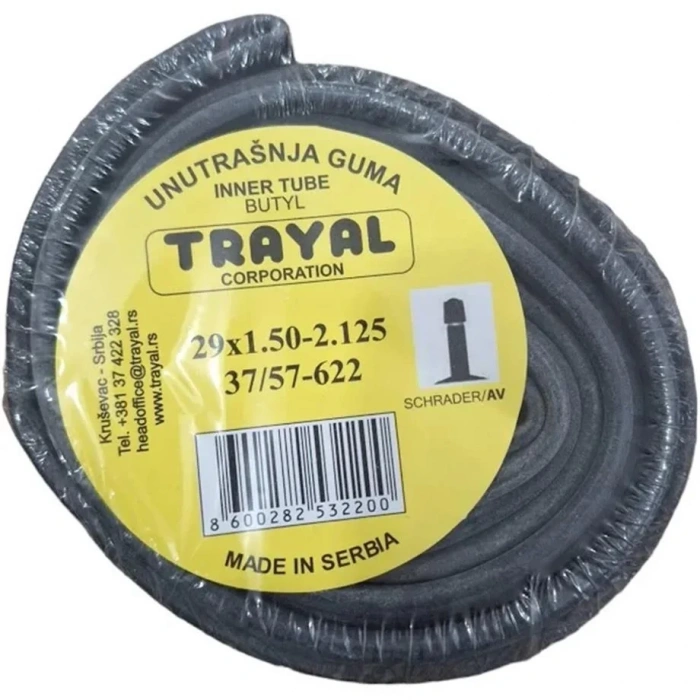 UNUTRAŠNJA GUMA
INNER TUBE
BUTYL
TRAYAL
CORPORATION
29x1.50-2.125
37/57-622
SCHRADER/AV
Kruševac - Srbija
Tel. +381 37 422 328
headoffice@trayal.rs
www.trayal.rs
8 600282 532200
MADE IN SERBIA